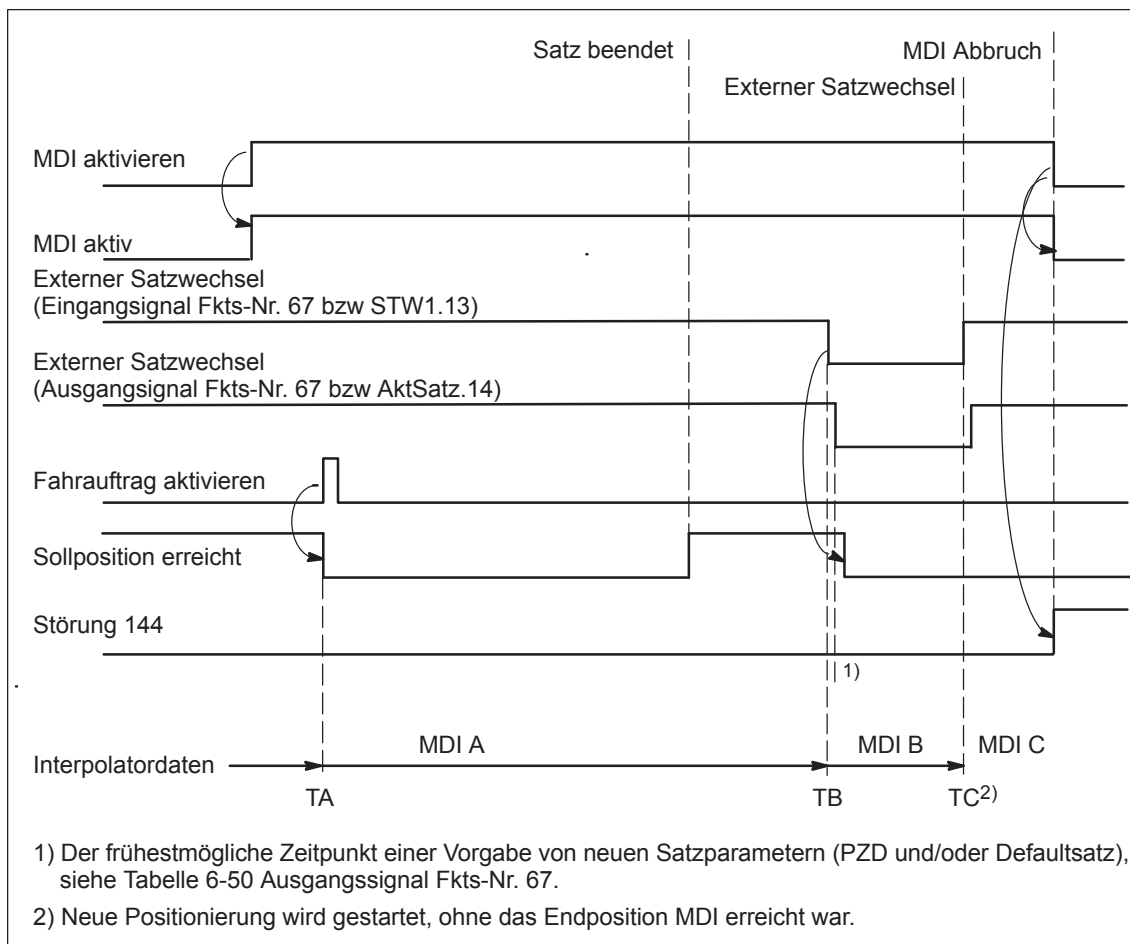 Satz beendet
MDI Abbruch
Externer Satzwechsel
MDI aktivieren
MDI aktiv
Externer Satzwechsel
(Eingangsignal Fkts-Nr. 67 bzw STW1.13)
Externer Satzwechsel
(Ausgangsignal Fkts-Nr. 67 bzw AktSatz.14)
Fahrauftrag aktivieren
Sollposition erreicht
Störung 144
1)
MDI A
MDI B
MDI C
Interpolatordaten
TA
TB
TC2)
1) Der frühestmögliche Zeitpunkt einer Vorgabe von neuen Satzparametern (PZD und/oder Defaultsatz),
siehe Tabelle 6-50 Ausgangssignal Fkts-Nr. 67.
2) Neue Positionierung wird gestartet, ohne das Endposition MDI erreicht war.